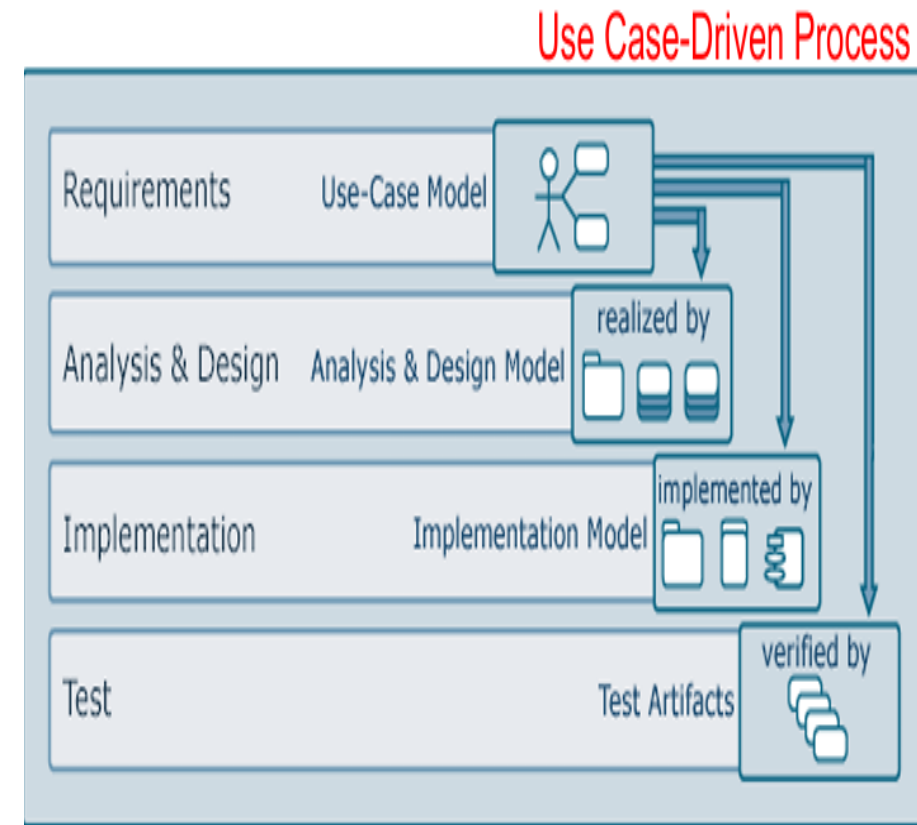 Use Case-Driven Process
Requirements
Use-Case Model
realized by
Analysis & Design
Analysis & Design Model
implemented by
Implementation
Implementation Model
verified by
Test
Test Artifacts